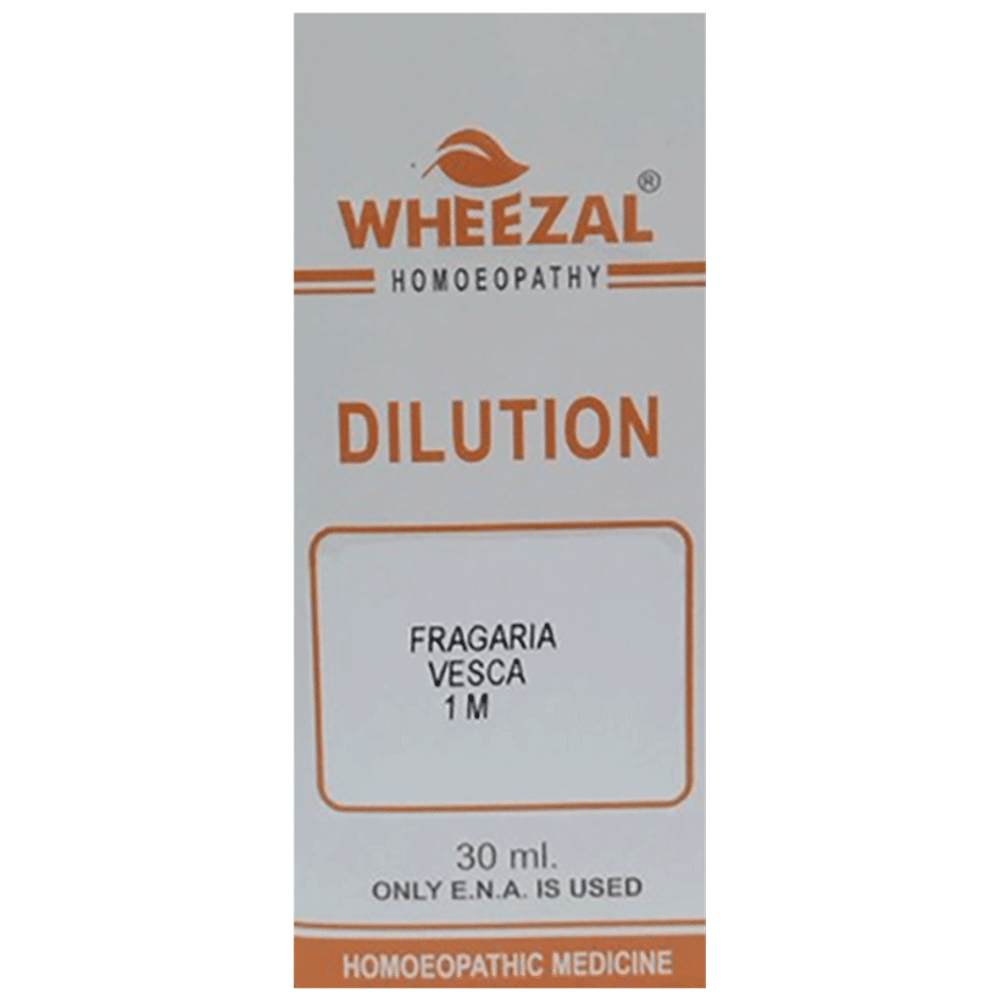 WHEEZAL®
HOMOEOPATHY
DILUTION
FRAGARIA
VESCA
1 M
30 ml.
ONLY E.N.A. IS USED
HOMOEOPATHIC MEDICINE